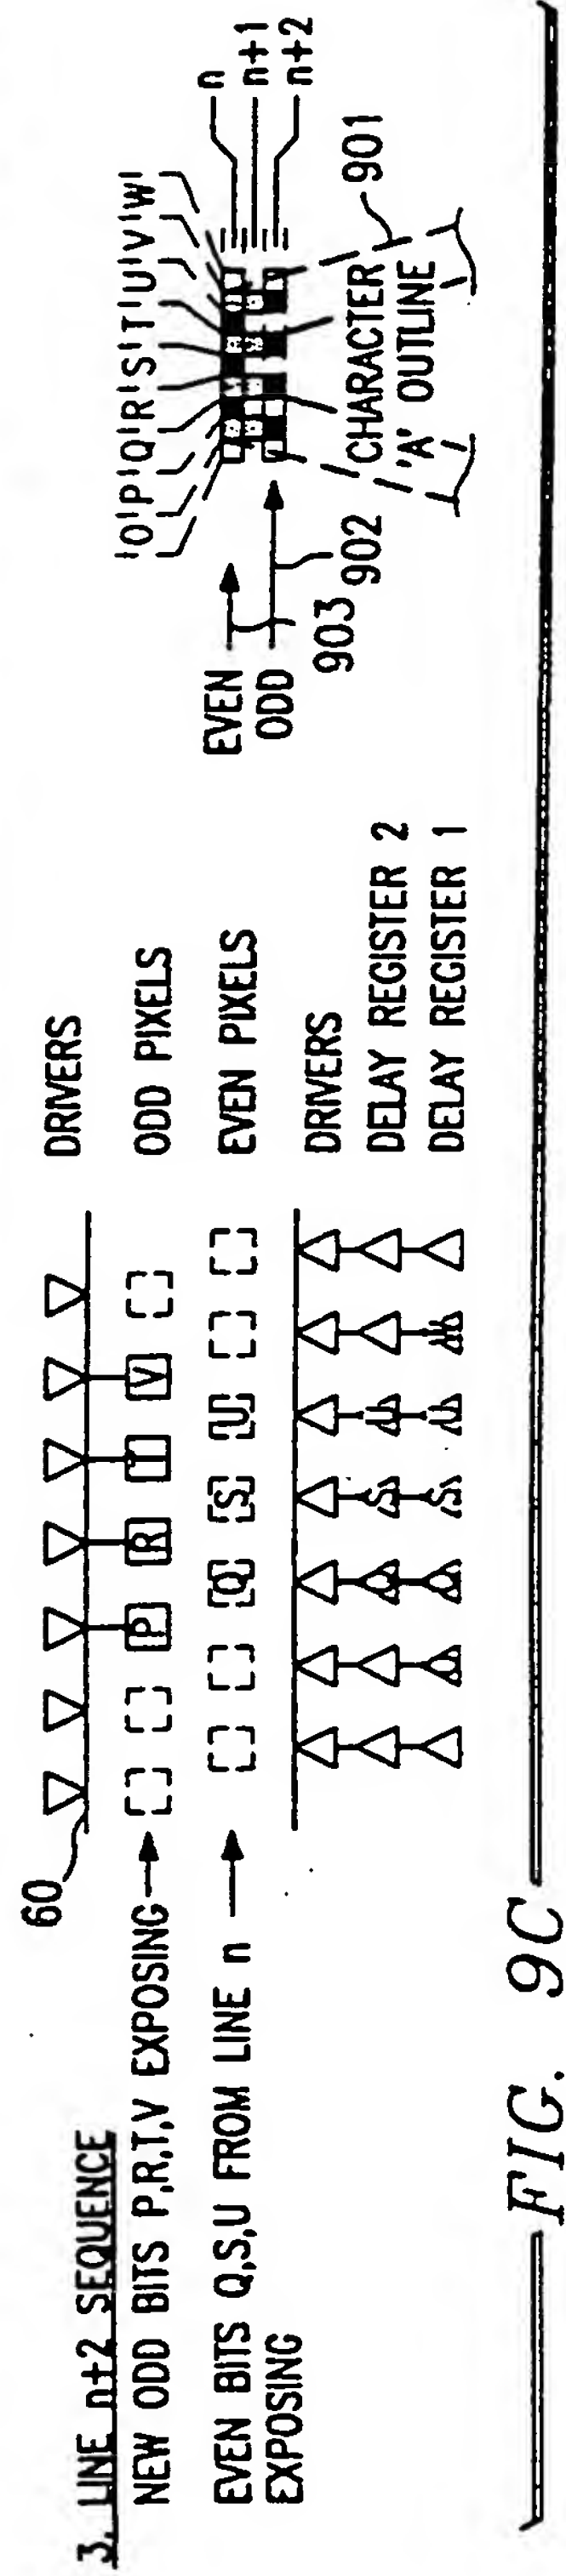 3. LINE n+2 SEQUENCE
60
NEW ODD BITS P,R,T,V EXPOSING
EVEN BITS Q,S,U FROM LINE n
EXPOSING
DRIVERS
P R T V
ODD PIXELS
Q S U
EVEN PIXELS
DRIVERS
Q S U
DELAY REGISTER 2
S U
DELAY REGISTER 1
'O' 'P' 'Q' 'R' 'S' 'T' 'U' 'V' 'W'
n
n+1
n+2
EVEN
ODD
903
902
901
CHARACTER
'A' OUTLINE
FIG. 9C